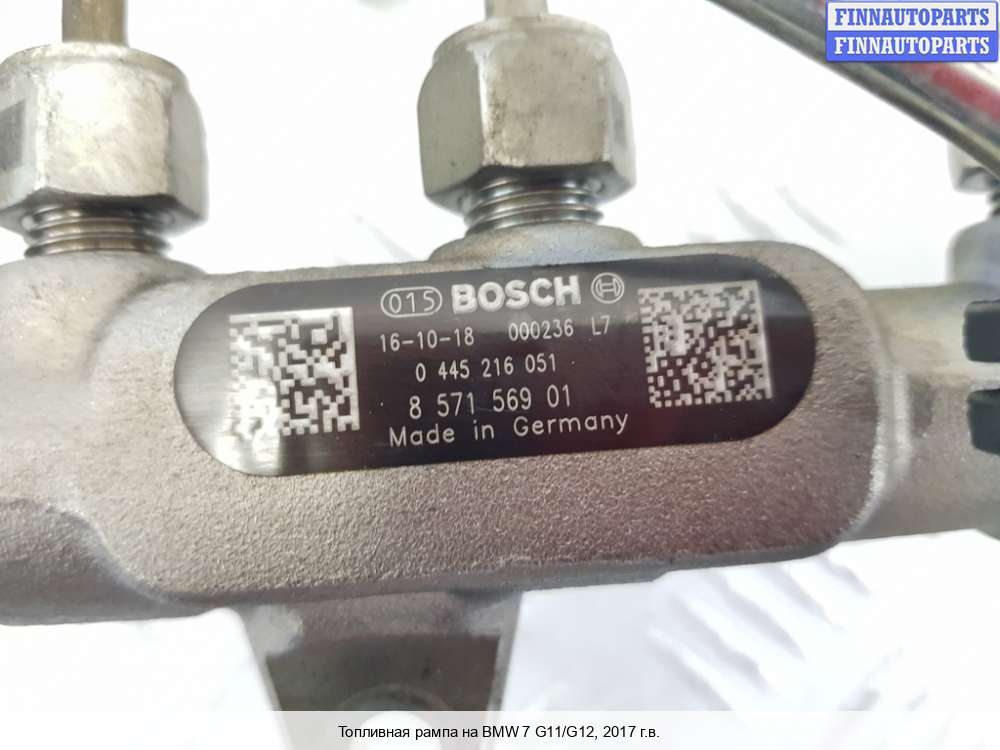 FINNAUTOPARTS
FINNAUTOPARTS
015 BOSCH
16-10-18 000236 L7
0 445 216 051
8 571 569 01
Made in Germany
Топливная рампа на BMW 7 G11/G12, 2017 г.в.